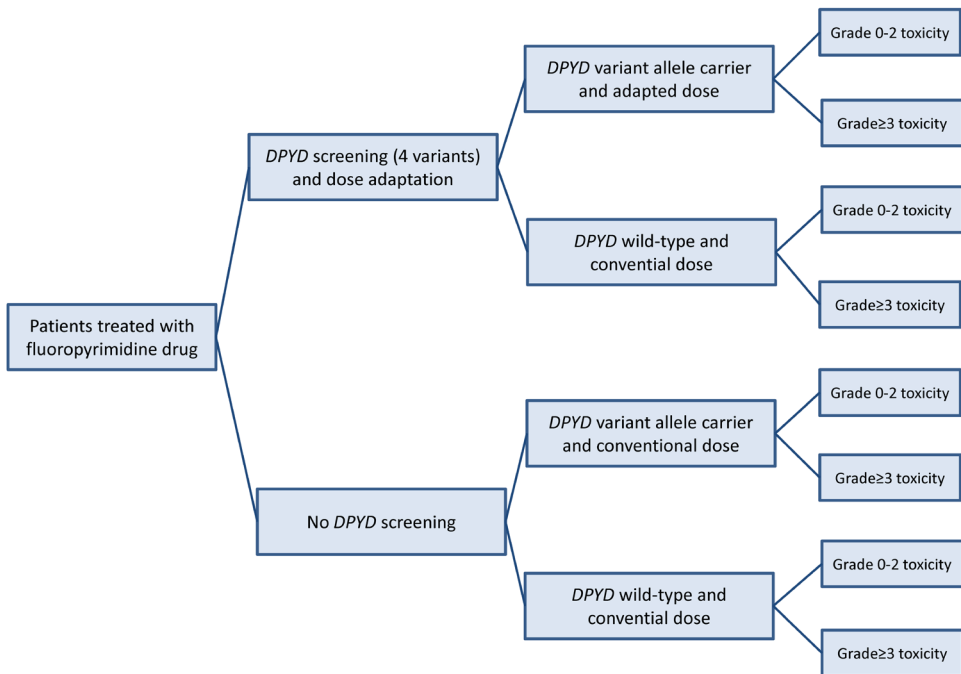 Grade 0-2 toxicity
DPYD variant allele carrier
and adapted dose
Grade≥3 toxicity
DPYD screening (4 variants)
and dose adaptation
Grade 0-2 toxicity
DPYD wild-type and
convential dose
Grade≥3 toxicity
Patients treated with
fluoropyrimidine drug
Grade 0-2 toxicity
DPYD variant allele carrier
and conventional dose
Grade≥3 toxicity
No DPYD screening
Grade 0-2 toxicity
DPYD wild-type and
convential dose
Grade≥3 toxicity